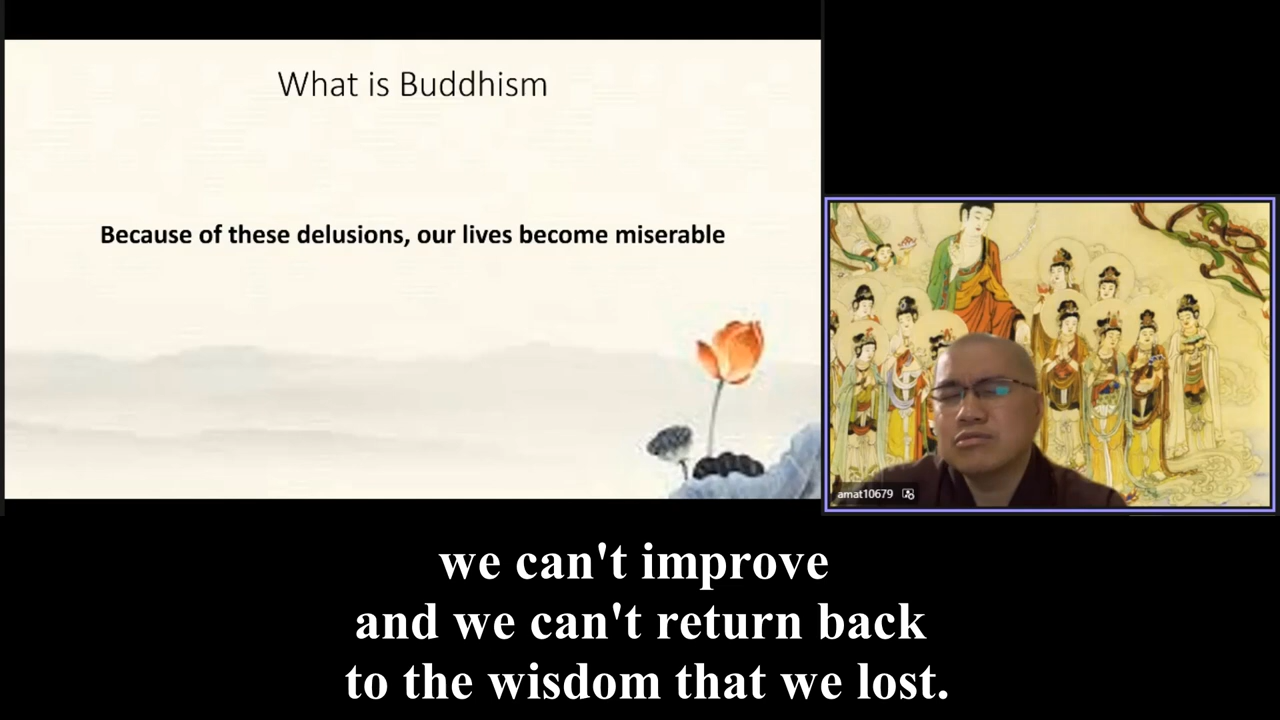 What is Buddhism
Because of these delusions, our lives become miserable
amat10679
we can't improve
and we can't return back
to the wisdom that we lost.